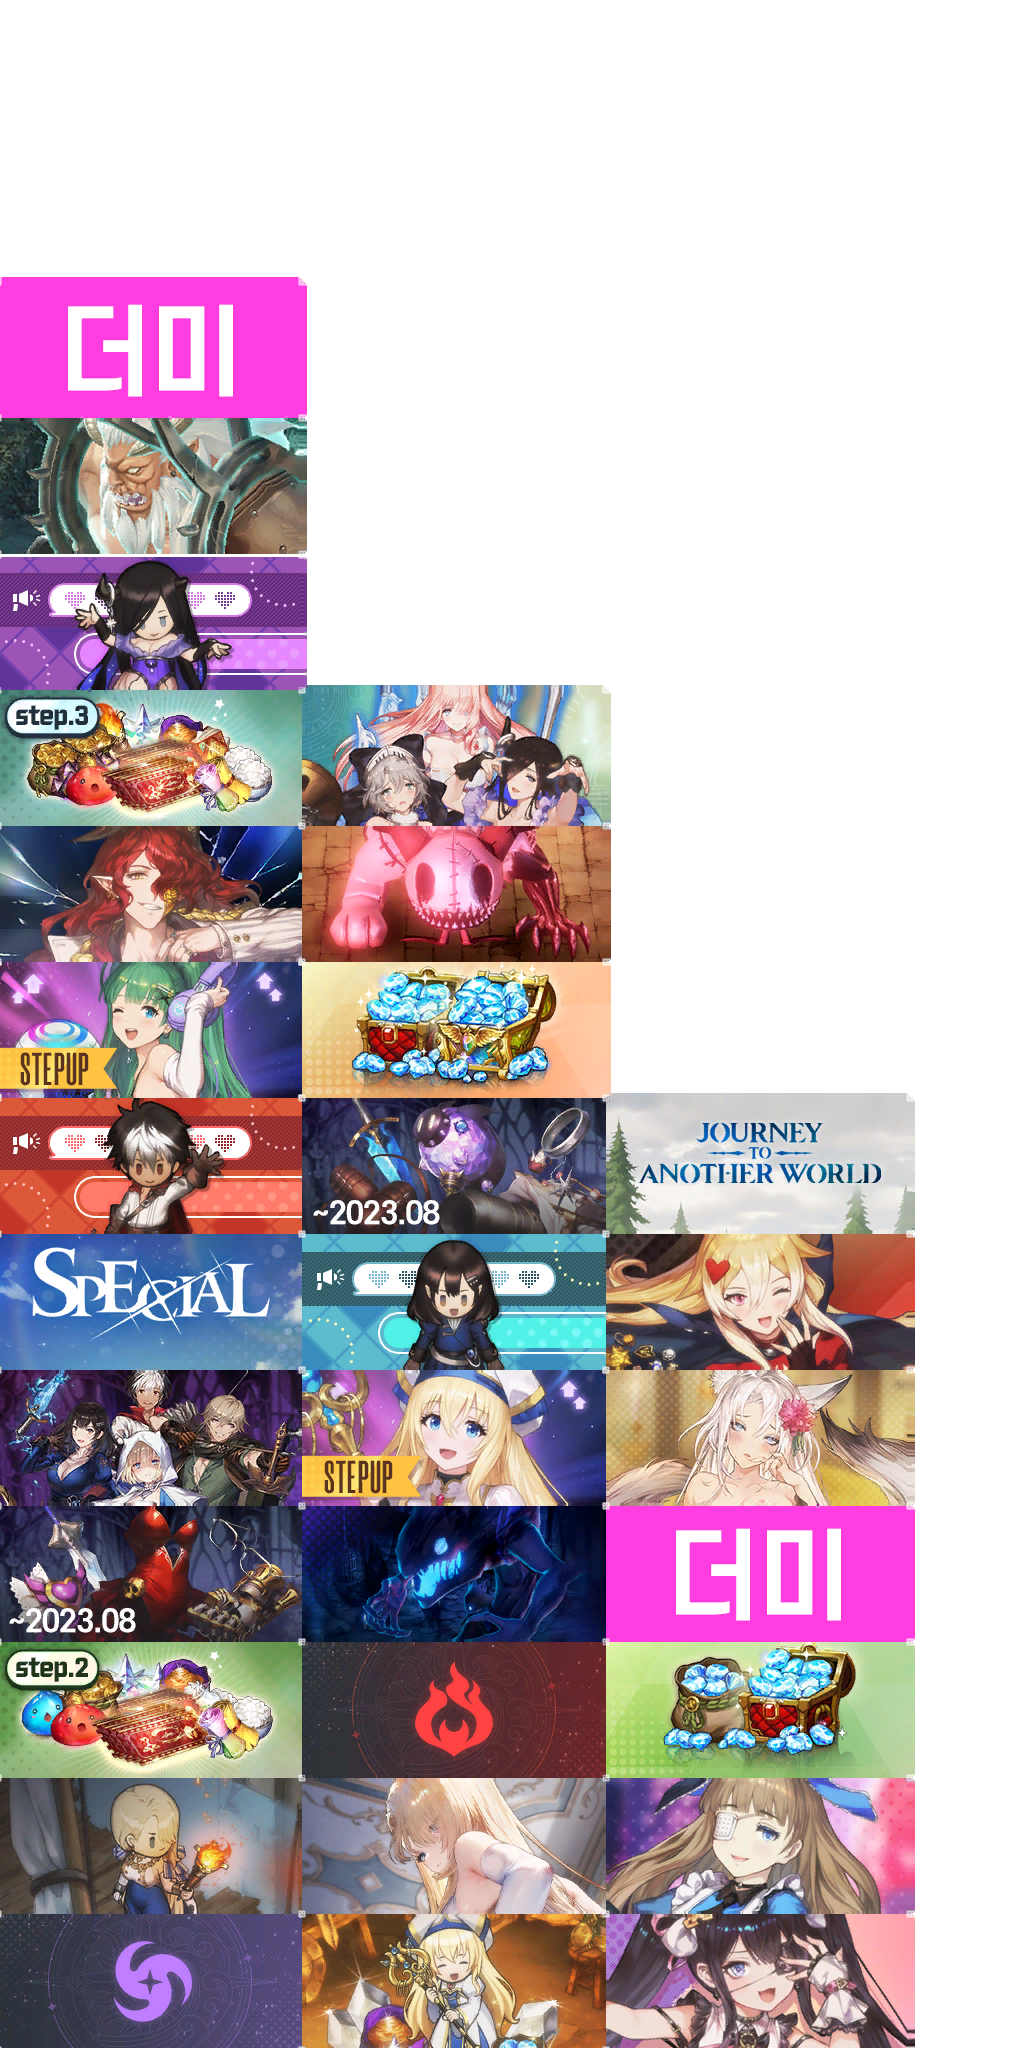 더미
step.3
STEPUP
~2023.08
JOURNEY
TO
ANOTHER WORLD
SPECIAL
STEPUP
~2023.08
더미
step.2